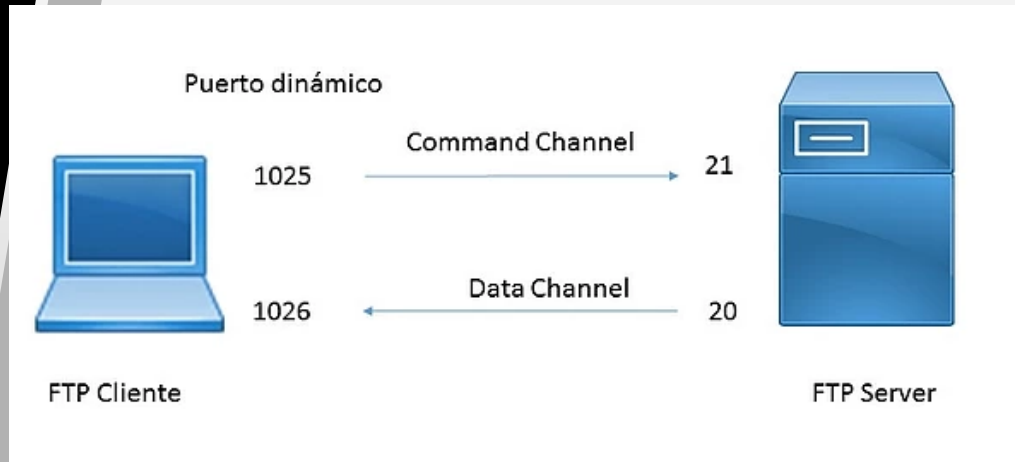 Puerto dinámico
Command Channel
1025
21
Data Channel
1026
20
FTP Cliente
FTP Server